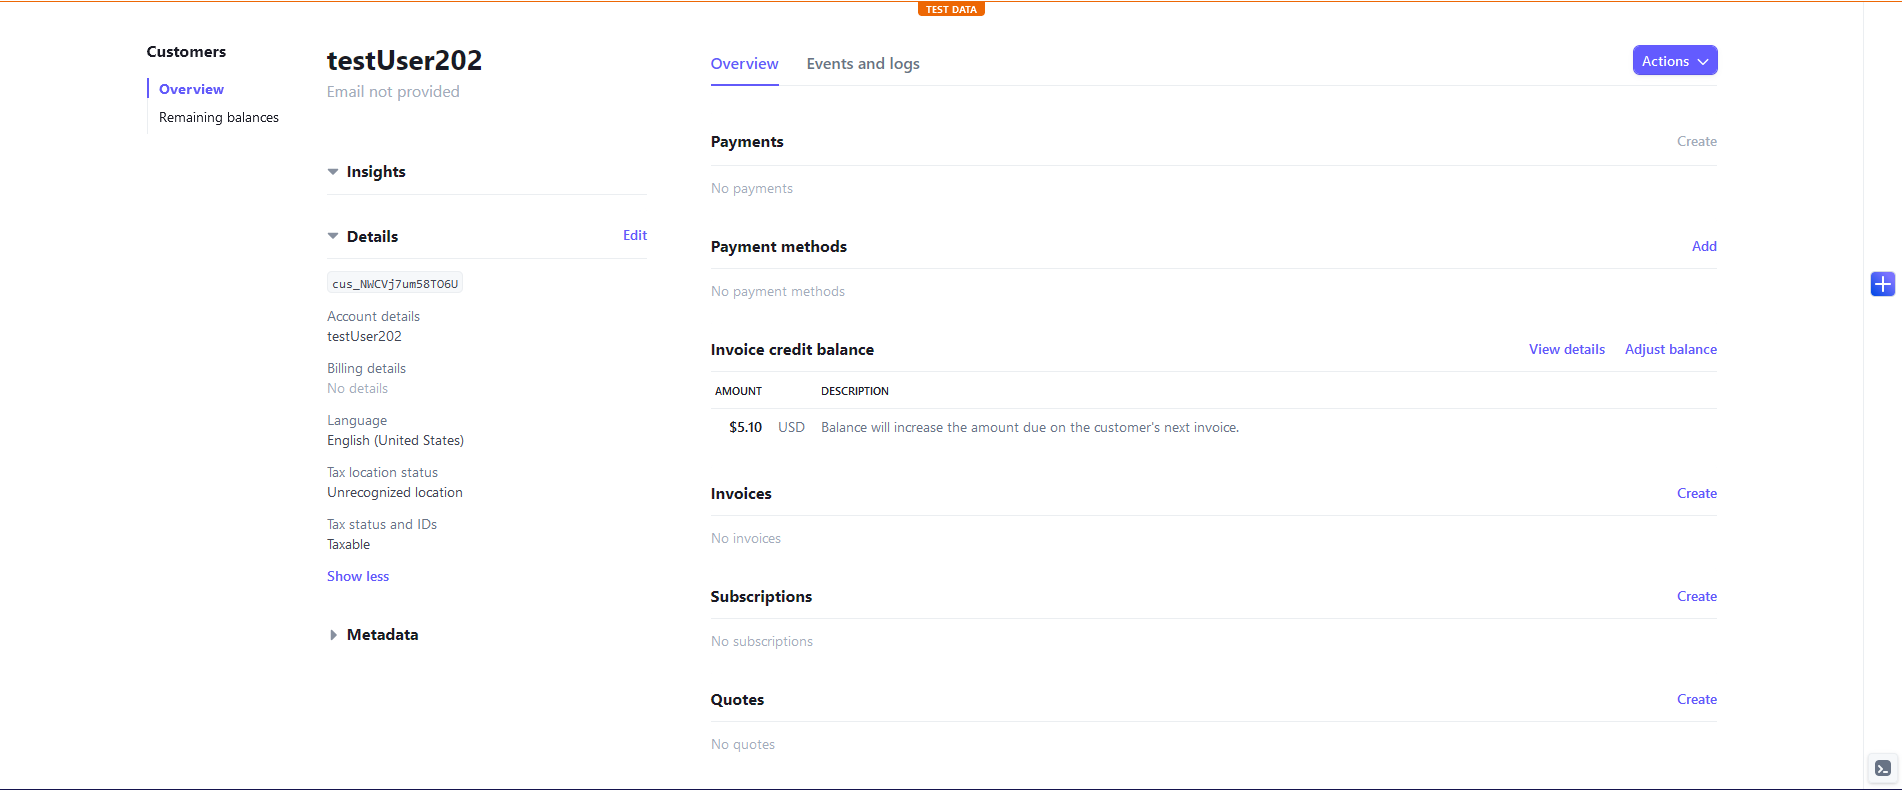 TEST DATA
Customers
Overview
Remaining balances
testUser202
Email not provided
Insights
Details
Edit
cus_NWCVj7um58TO6U
Account details
testUser202
Billing details
No details
Language
English (United States)
Tax location status
Unrecognized location
Tax status and IDs
Taxable
Show less
Metadata
Overview
Events and logs
Actions
Payments
Create
No payments
Payment methods
Add
No payment methods
Invoice credit balance
View details
Adjust balance
AMOUNT
DESCRIPTION
$5.10 USD Balance will increase the amount due on the customer's next invoice.
Invoices
Create
No invoices
Subscriptions
Create
No subscriptions
Quotes
Create
No quotes